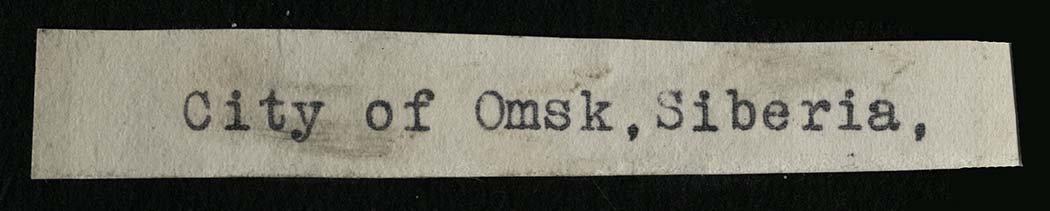 City of Omsk,Siberia,